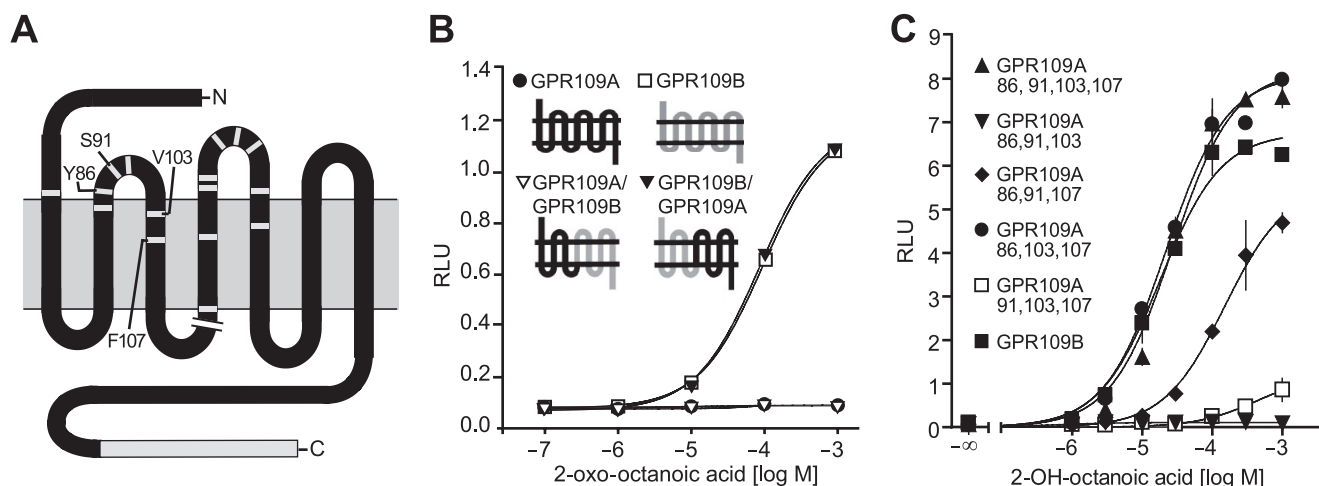 A
N
S91
Y86
V103
F107
C
B
1.4
1.2
1.0
0.8
0.6
0.4
0.2
0.0
RLU
GPR109A
GPR109B
GPR109A/
GPR109B
GPR109B/
GPR109A
−7
−6
−5
−4
−3
2-oxo-octanoic acid [log M]
C
9
8
7
6
5
4
3
2
1
0
RLU
GPR109A
86, 91,103,107
GPR109A
86,91,103
GPR109A
86,91,107
GPR109A
86,103,107
GPR109A
91,103,107
GPR109B
−∞
−6
−5
−4
−3
2-OH-octanoic acid [log M]